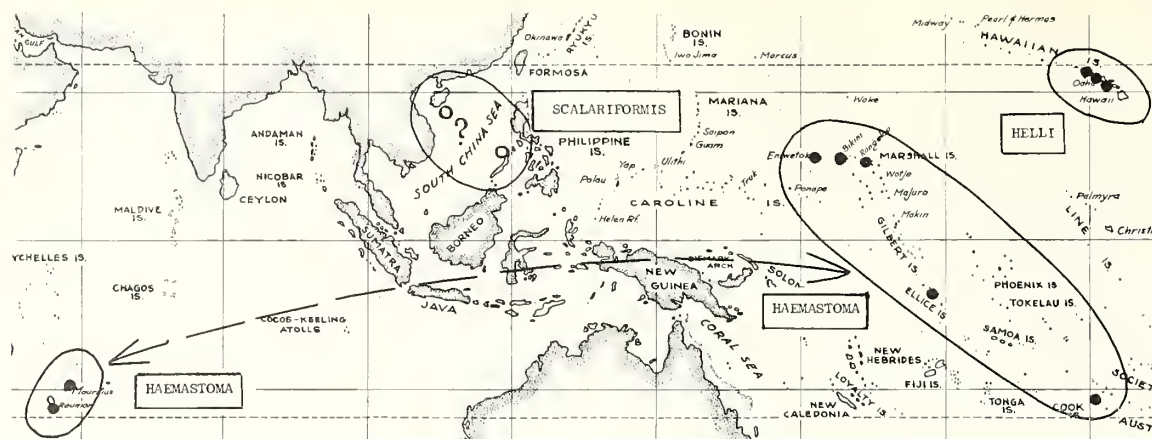 Midway
Pearl & Hermes
HAWAIIAN
IS.
Oahu
Hawaii
HELLI
GULF
Okinawa
RYUKYU
IS.
BONIN
IS.
Iwo Jima
Marcus
FORMOSA
SCALARIFORMIS
MARIANA
IS.
Wake
Saipan
Guam
PHILIPPINE
IS.
?
SOUTH CHINA SEA
ANDAMAN
IS.
NICOBAR
IS
CEYLON
MALDIVE
IS.
YCHELLES IS.
CHAGOS
IS.
Yap
Ulithi
Palau
Truk
Ponape
CAROLINE IS.
Helen Rf.
Eniwetok
Bikini
Rongelap
MARSHALL IS.
Wotje
Majuro
Makin
GILBERT IS.
Palmyra
LINE
IS.
Christ
SUMATRA
BORNEO
JAVA
NEW
GUINEA
BISMARK
ARCH
SOLO
HAEMASTOMA
ELLICE IS.
PHOENIX IS
TOKELAU IS.
SAMOA IS.
COCOS-KEELING
ATOLLS
CORAL SEA
NEW
HEBRIDES
FIJI IS.
LOYALTY IS
NEW
CALEDONIA
TONGA
IS.
COOK
IS
SOCIET
AUST
Mauritius
Reunion
HAEMASTOMA